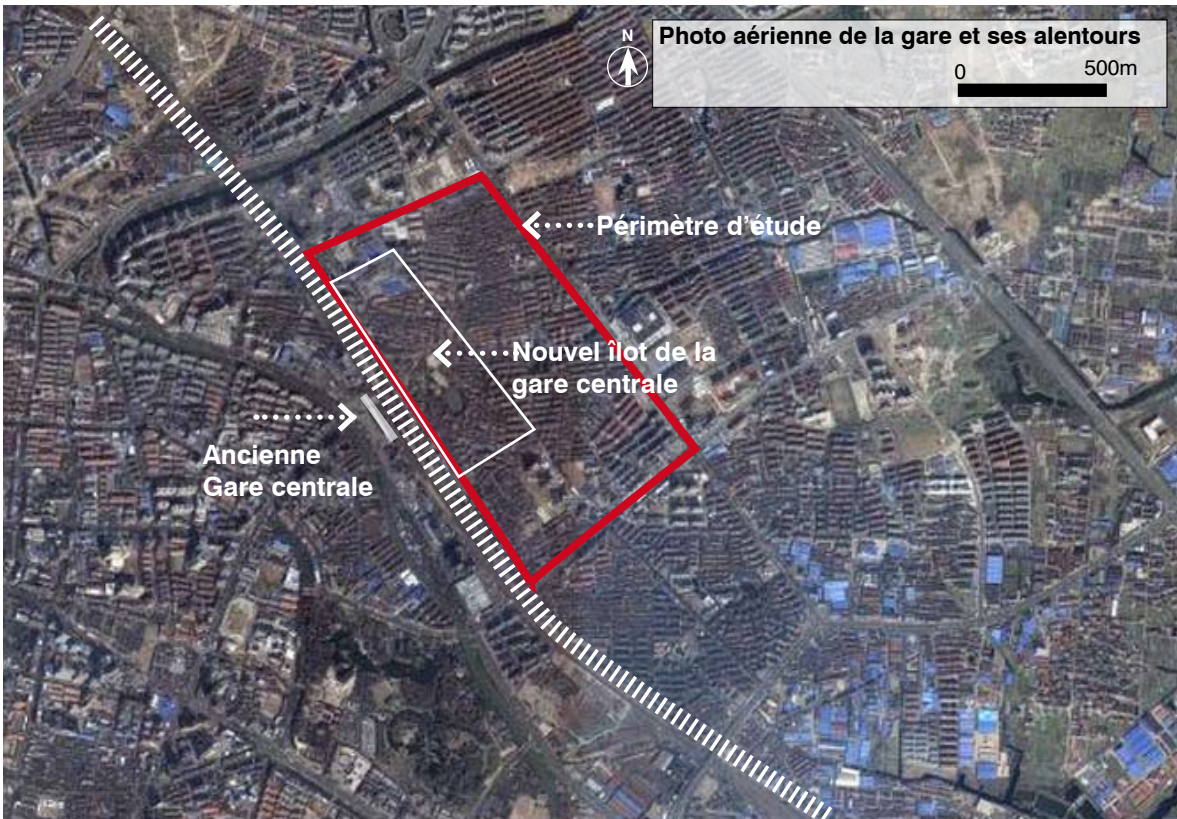 N
Photo aérienne de la gare et ses alentours
0 500m
Périmètre d'étude
Nouvel îlot de la
gare centrale
Ancienne
Gare centrale